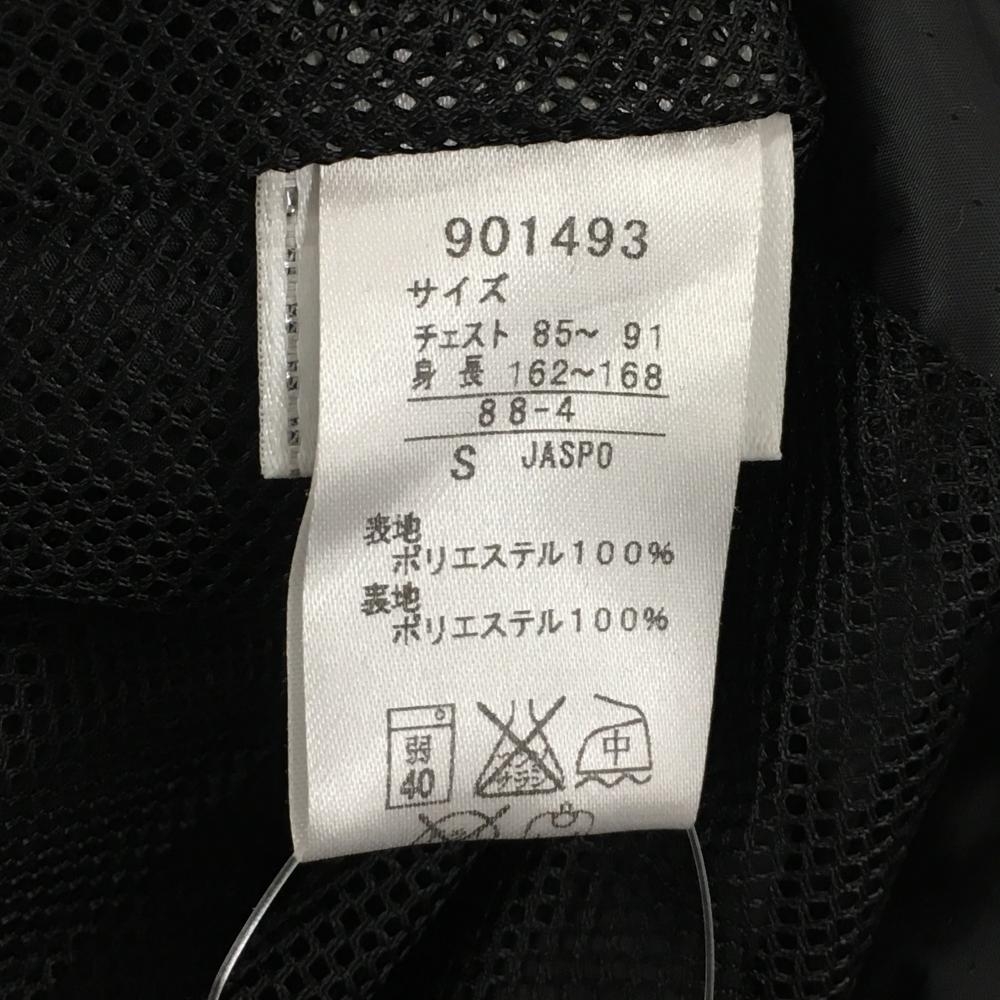 901493
サイズ
チェスト 85〜 91
身 長 162〜168
88-4
S JASPO
表地
ポリエステル100%
表地
ポリエステル100%
弱
40
中